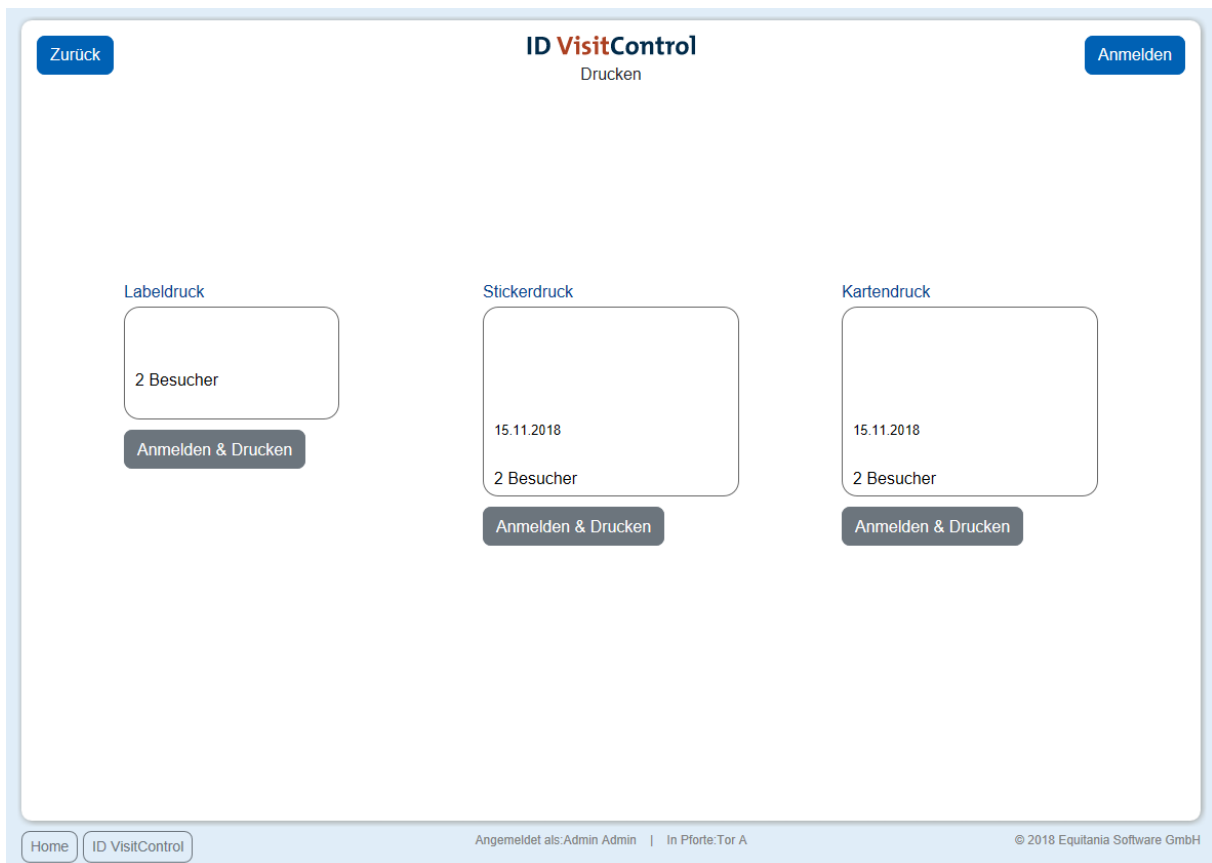 Zurück
ID VisitControl
Drucken
Anmelden
Labeldruck
2 Besucher
Anmelden & Drucken
Stickerdruck
15.11.2018
2 Besucher
Anmelden & Drucken
Kartendruck
15.11.2018
2 Besucher
Anmelden & Drucken
Home
ID VisitControl
Angemeldet als:Admin Admin | In Pforte:Tor A
© 2018 Equitania Software GmbH